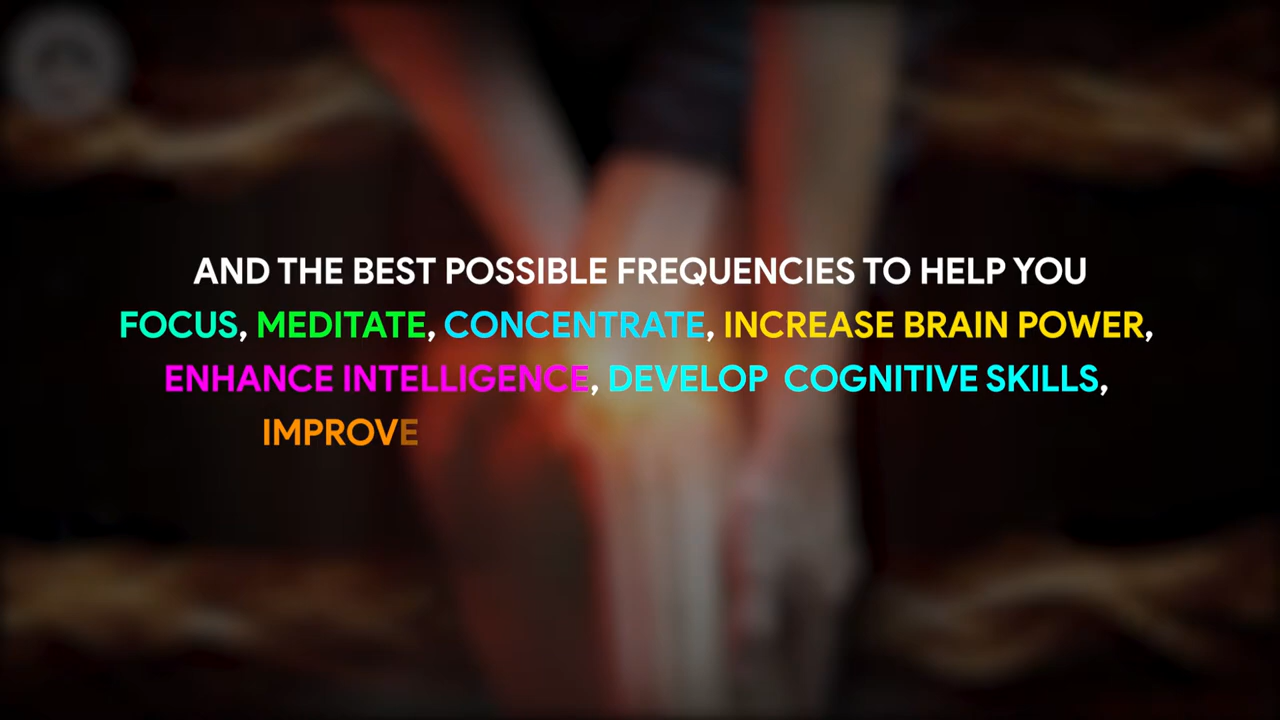 AND THE BEST POSSIBLE FREQUENCIES TO HELP YOU
FOCUS, MEDITATE, CONCENTRATE, INCREASE BRAIN POWER,
ENHANCE INTELLIGENCE, DEVELOP COGNITIVE SKILLS,
IMPROVE